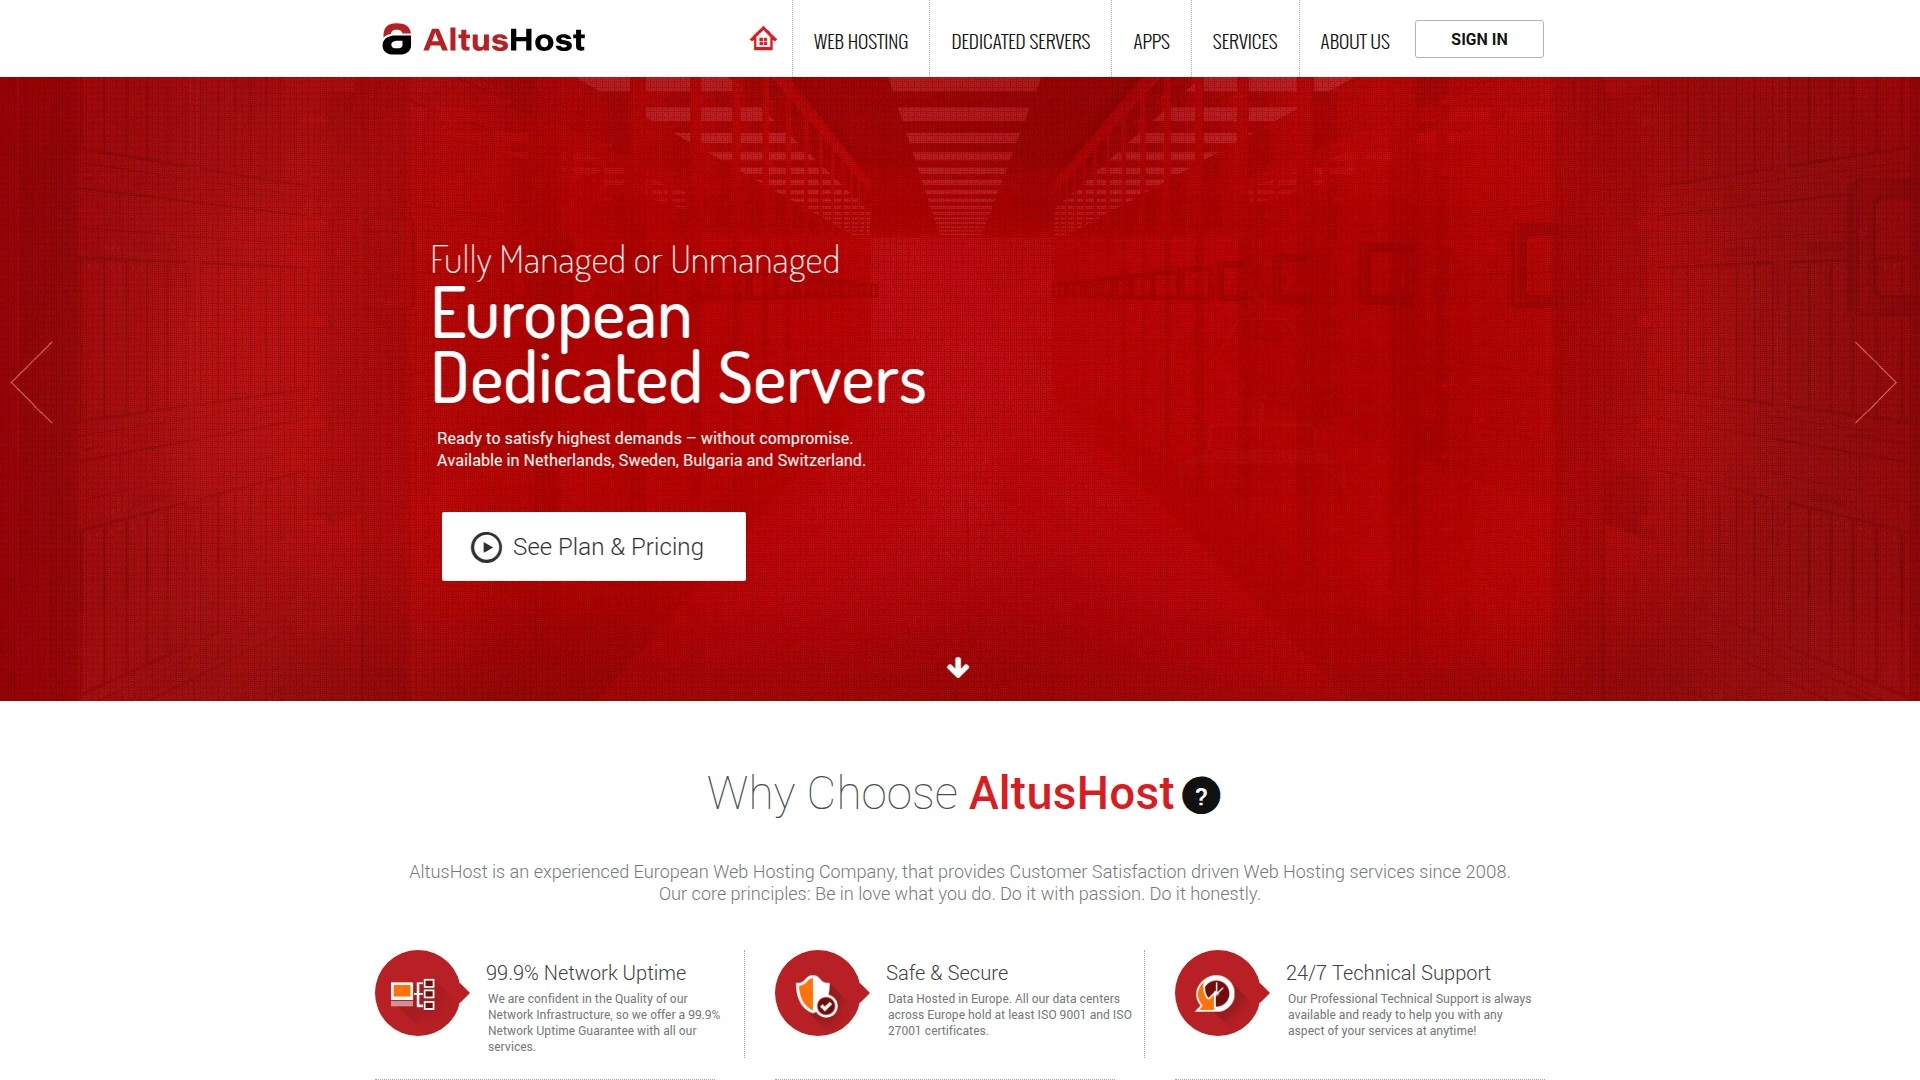 AltusHost
WEB HOSTING
DEDICATED SERVERS
APPS
SERVICES
ABOUT US
SIGN IN
Fully Managed or Unmanaged
European
Dedicated Servers
Ready to satisfy highest demands – without compromise.
Available in Netherlands, Sweden, Bulgaria and Switzerland.
See Plan & Pricing
Why Choose AltusHost ?
AltusHost is an experienced European Web Hosting Company, that provides Customer Satisfaction driven Web Hosting services since 2008.
Our core principles: Be in love what you do. Do it with passion. Do it honestly.
99.9% Network Uptime
We are confident in the Quality of our
Network Infrastructure, so we offer a 99.9%
Network Uptime Guarantee with all our
services.
Safe & Secure
Data Hosted in Europe. All our data centers
across Europe hold at least ISO 9001 and ISO
27001 certificates.
24/7 Technical Support
Our Professional Technical Support is always
available and ready to help you with any
aspect of your services at anytime!